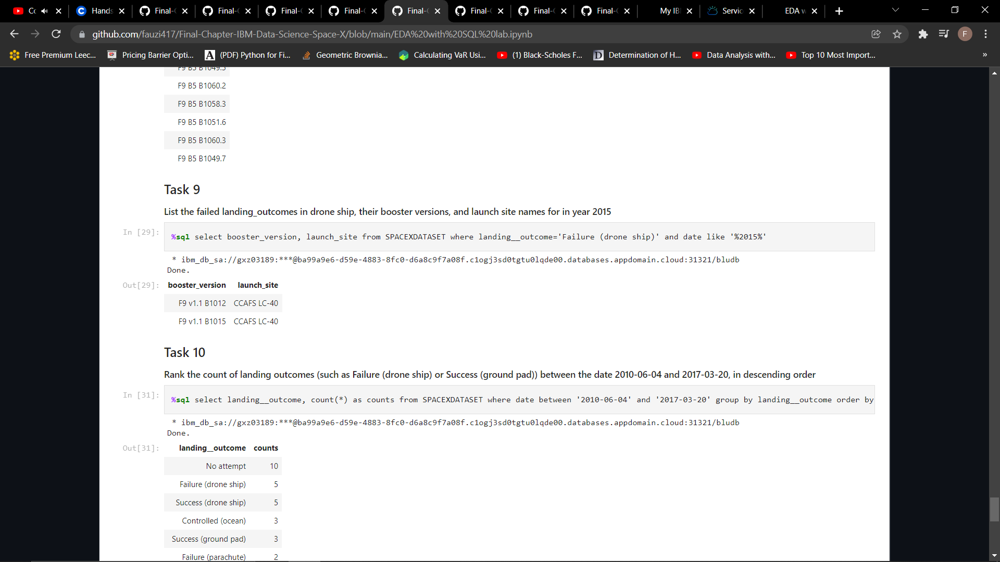 Co
Hands
Final-C
Final-C
Final-C
Final-C
Final-C
Final-C
Final-C
Final-C
My IB
Servic
EDA w
github.com/fauzi417/Final-Chapter-IBM-Data-Science-Space-X/blob/main/EDA%20with%20SQL%20lab.ipynb
F
Free Premium Leec...
Pricing Barrier Opti...
A (PDF) Python for Fi...
Geometric Brownia...
Calculating VaR Usi...
(1) Black-Scholes F...
D Determination of H...
Data Analysis with...
Top 10 Most Import...
»
F9 B5 B1049.5
F9 B5 B1060.2
F9 B5 B1058.3
F9 B5 B1051.6
F9 B5 B1060.3
F9 B5 B1049.7
Task 9
List the failed landing_outcomes in drone ship, their booster versions, and launch site names for in year 2015
In [29]: %sql select booster_version, launch_site from SPACEXDATASET where landing__outcome='Failure (drone ship)' and date like '%2015%'
* ibm_db_sa://gxz03189:***@ba99a9e6-d59e-4883-8fc0-d6a8c9f7a08f.c1ogj3sd0tgtu0lqde00.databases.appdomain.cloud:31321/bludb
Done.
Out[29]: booster_version launch_site
F9 v1.1 B1012 CCAFS LC-40
F9 v1.1 B1015 CCAFS LC-40
Task 10
Rank the count of landing outcomes (such as Failure (drone ship) or Success (ground pad)) between the date 2010-06-04 and 2017-03-20, in descending order
In [31]: %sql select landing__outcome, count(*) as counts from SPACEXDATASET where date between '2010-06-04' and '2017-03-20' group by landing__outcome order by
* ibm_db_sa://gxz03189:***@ba99a9e6-d59e-4883-8fc0-d6a8c9f7a08f.c1ogj3sd0tgtu0lqde00.databases.appdomain.cloud:31321/bludb
Done.
Out[31]: landing__outcome counts
No attempt 10
Failure (drone ship) 5
Success (drone ship) 5
Controlled (ocean) 3
Success (ground pad) 3
Failure (parachute) 2